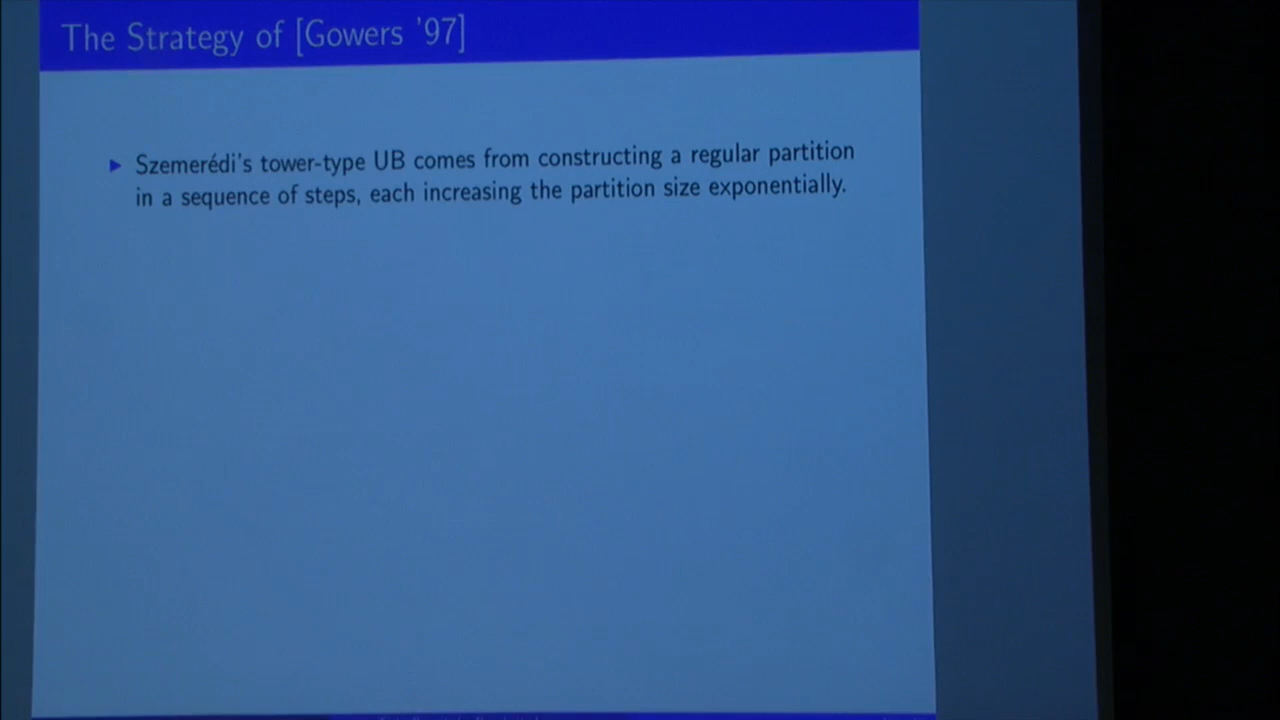 The Strategy of [Gowers '97]
Szemerédi's tower-type UB comes from constructing a regular partition
in a sequence of steps, each increasing the partition size exponentially.